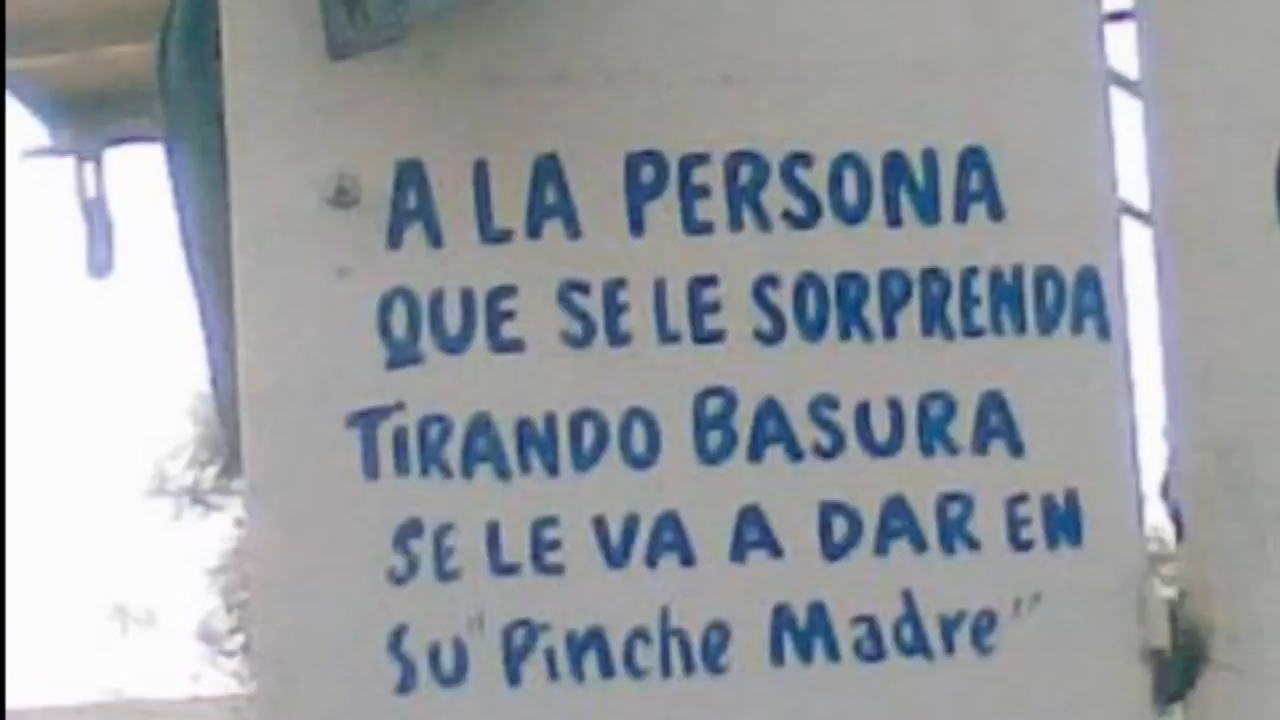 A LA PERSONA
QUE SE LE SORPRENDA
TiRANDO BASURA
SE LE VA A DAR EN
Su "Pinche Madre"